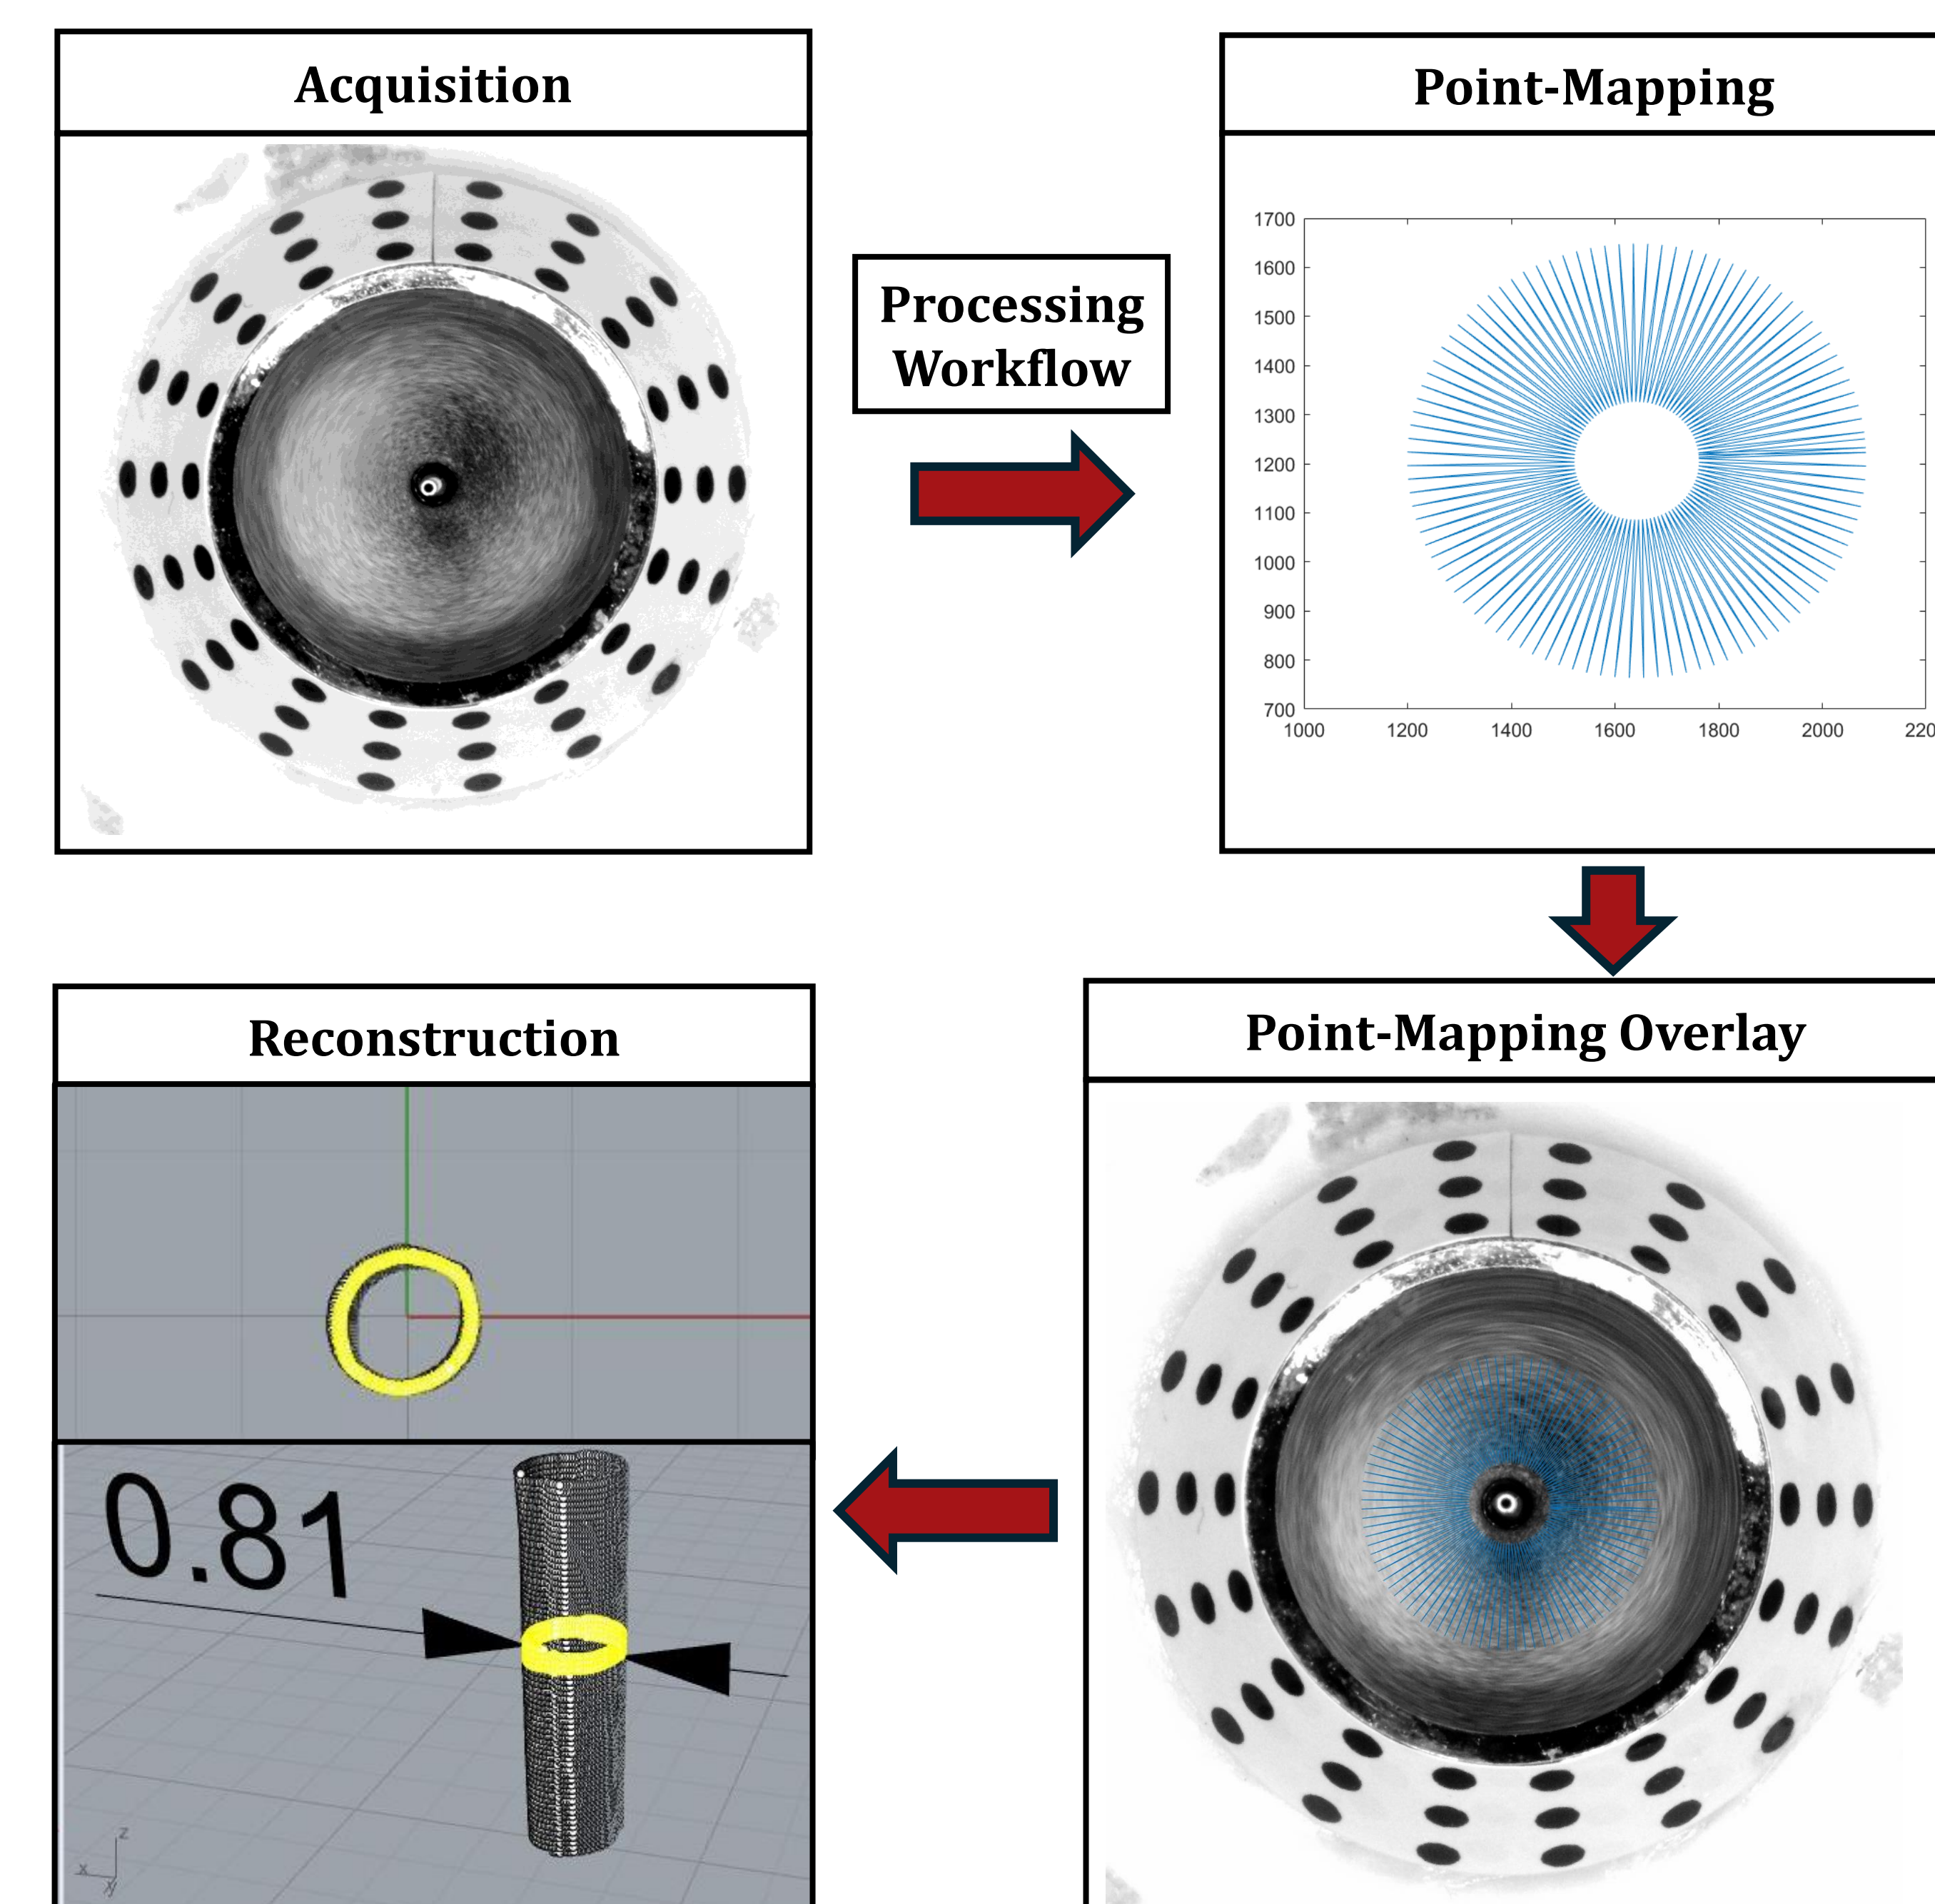 Acquisition
Processing
Workflow
Point-Mapping
1700
1600
1500
1400
1300
1200
1100
1000
900
800
700
1000 1200 1400 1600 1800 2000 220
Reconstruction
0.81
z
x
y
Point-Mapping Overlay